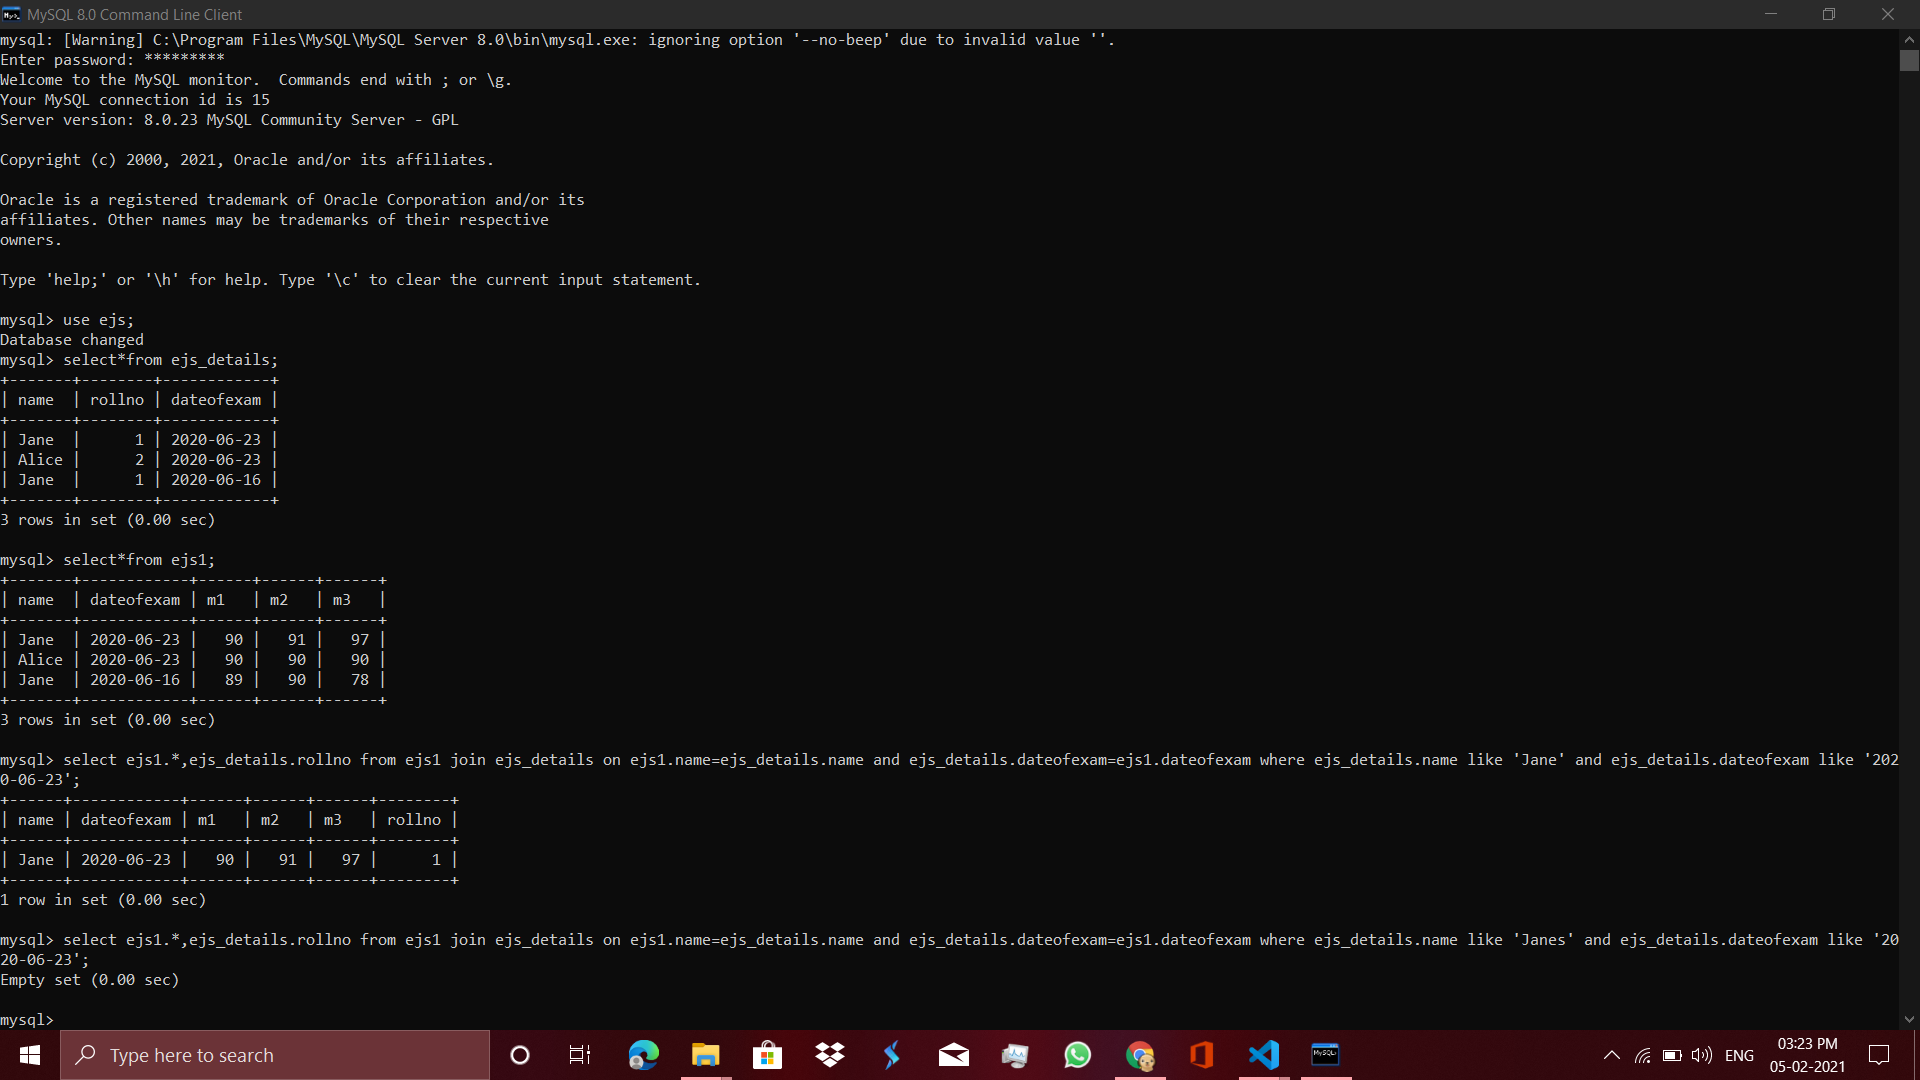 MySQL 8.0 Command Line Client
mysql: [Warning] C:\Program Files\MySQL\MySQL Server 8.0\bin\mysql.exe: ignoring option '--no-beep' due to invalid value ''.
Enter password: *********
Welcome to the MySQL monitor.  Commands end with ; or \g.
Your MySQL connection id is 15
Server version: 8.0.23 MySQL Community Server - GPL
Copyright (c) 2000, 2021, Oracle and/or its affiliates.
Oracle is a registered trademark of Oracle Corporation and/or its
affiliates. Other names may be trademarks of their respective
owners.
Type 'help;' or '\h' for help. Type '\c' to clear the current input statement.
mysql> use ejs;
Database changed
mysql> select*from ejs_details;
+-------+--------+------------+
| name  | rollno | dateofexam |
+-------+--------+------------+
| Jane  |      1 | 2020-06-23 |
| Alice |      2 | 2020-06-23 |
| Jane  |      1 | 2020-06-16 |
+-------+--------+------------+
3 rows in set (0.00 sec)
mysql> select*from ejs1;
+-------+------------+------+------+------+
| name  | dateofexam | m1   | m2   | m3   |
+-------+------------+------+------+------+
| Jane  | 2020-06-23 |   90 |   91 |   97 |
| Alice | 2020-06-23 |   90 |   90 |   90 |
| Jane  | 2020-06-16 |   89 |   90 |   78 |
+-------+------------+------+------+------+
3 rows in set (0.00 sec)
mysql> select ejs1.*,ejs_details.rollno from ejs1 join ejs_details on ejs1.name=ejs_details.name and ejs_details.dateofexam=ejs1.dateofexam where ejs_details.name like 'Jane' and ejs_details.dateofexam like '202
0-06-23';
+------+------------+------+------+------+--------+
| name | dateofexam | m1   | m2   | m3   | rollno |
+------+------------+------+------+------+--------+
| Jane | 2020-06-23 |   90 |   91 |   97 |      1 |
+------+------------+------+------+------+--------+
1 row in set (0.00 sec)
mysql> select ejs1.*,ejs_details.rollno from ejs1 join ejs_details on ejs1.name=ejs_details.name and ejs_details.dateofexam=ejs1.dateofexam where ejs_details.name like 'Janes' and ejs_details.dateofexam like '20
20-06-23';
Empty set (0.00 sec)
mysql>
Type here to search
ENG
03:23 PM
05-02-2021